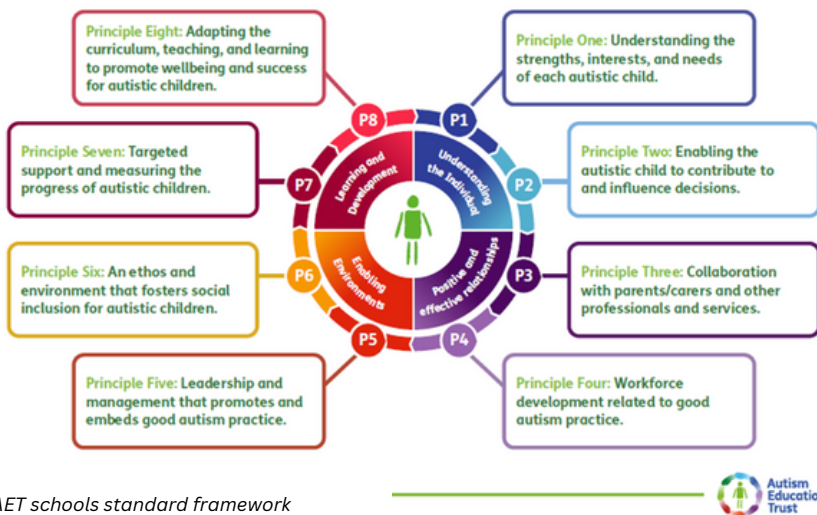 Principle Eight: Adapting the
curriculum, teaching, and learning
to promote wellbeing and success
for autistic children.
Principle One: Understanding the
strengths, interests, and needs
of each autistic child.
P8
P1
Principle Seven: Targeted
support and measuring the
progress of autistic children.
P7
Learning and
Development
Understanding
the Individual
P2
Principle Two: Enabling the
autistic child to contribute to
and influence decisions.
Principle Six: An ethos and
environment that fosters social
inclusion for autistic children.
P6
Enabling
Environments
Positive and
effective relationships
P3
Principle Three: Collaboration
with parents/carers and other
professionals and services.
P5
P4
Principle Five: Leadership and
management that promotes and
embeds good autism practice.
Principle Four: Workforce
development related to good
autism practice.
AET schools standard framework
Autism
Education
Trust